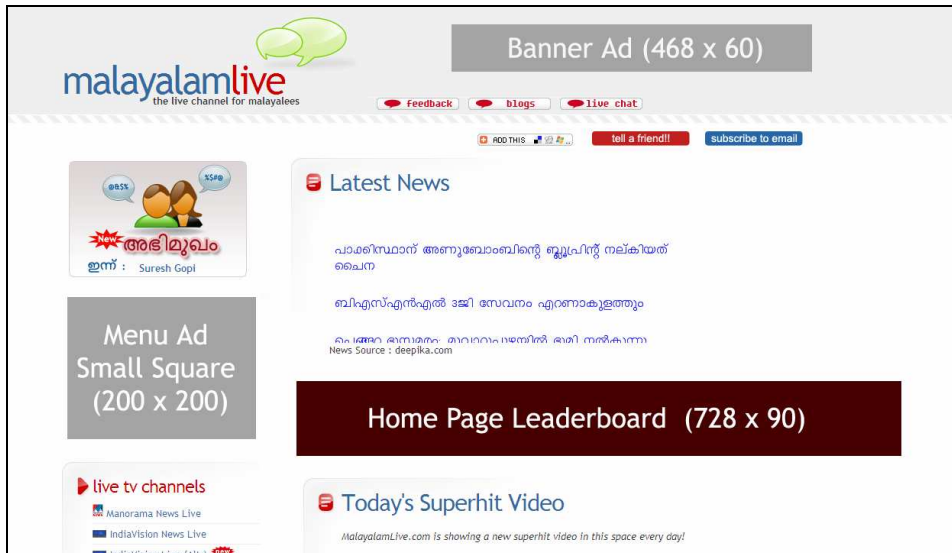 malayalamlive
the live channel for malayalees
Banner Ad (468 x 60)
feedback
blogs
live chat
ADD THIS
tell a friend!!
subscribe to email
@&$%
%$#@
New
അഭിമുഖം
ഇന്ന് :
Suresh Gopi
Menu Ad
Small Square
(200 x 200)
Latest News
പാക്കിസ്ഥാന് അണുബോംബിന്റെ ബ്ലൂപ്രിന്റ് നല്കിയത്
ചൈന
ബിഎസ്എൻഎൽ 3ജി സേവനം എറണാകുളത്തും
News Source : deepika.com
Home Page Leaderboard (728 x 90)
live tv channels
Manorama News Live
IndiaVision News Live
Today's Superhit Video
MalayalamLive.com is showing a new superhit video in this space every day!